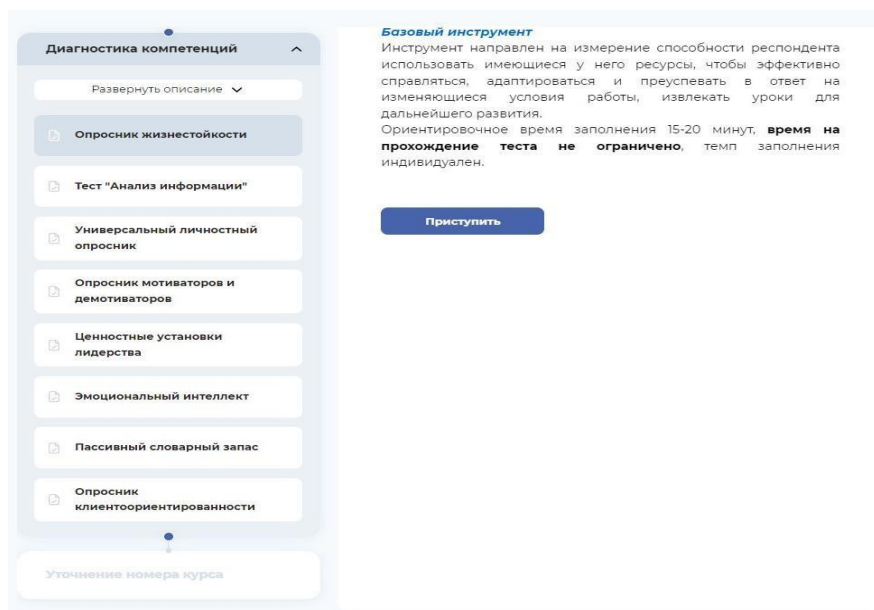 Диагностика компетенций
Развернуть описание
Опросник жизнестойкости
Тест "Анализ информации"
Универсальный личностный
опросник
Опросник мотиваторов и
демотиваторов
Ценностные установки
лидерства
Эмоциональный интеллект
Пассивный словарный запас
Опросник
клиентоориентированности
Уточнение номера курса
Базовый инструмент
Инструмент направлен на измерение способности респондента
использовать имеющиеся у него ресурсы, чтобы эффективно
справляться, адаптироваться и преуспевать в ответ на
изменяющиеся условия работы, извлекать уроки для
дальнейшего развития.
Ориентировочное время заполнения 15-20 минут, время на
прохождение теста не ограничено, темп заполнения
индивидуален.
Приступить